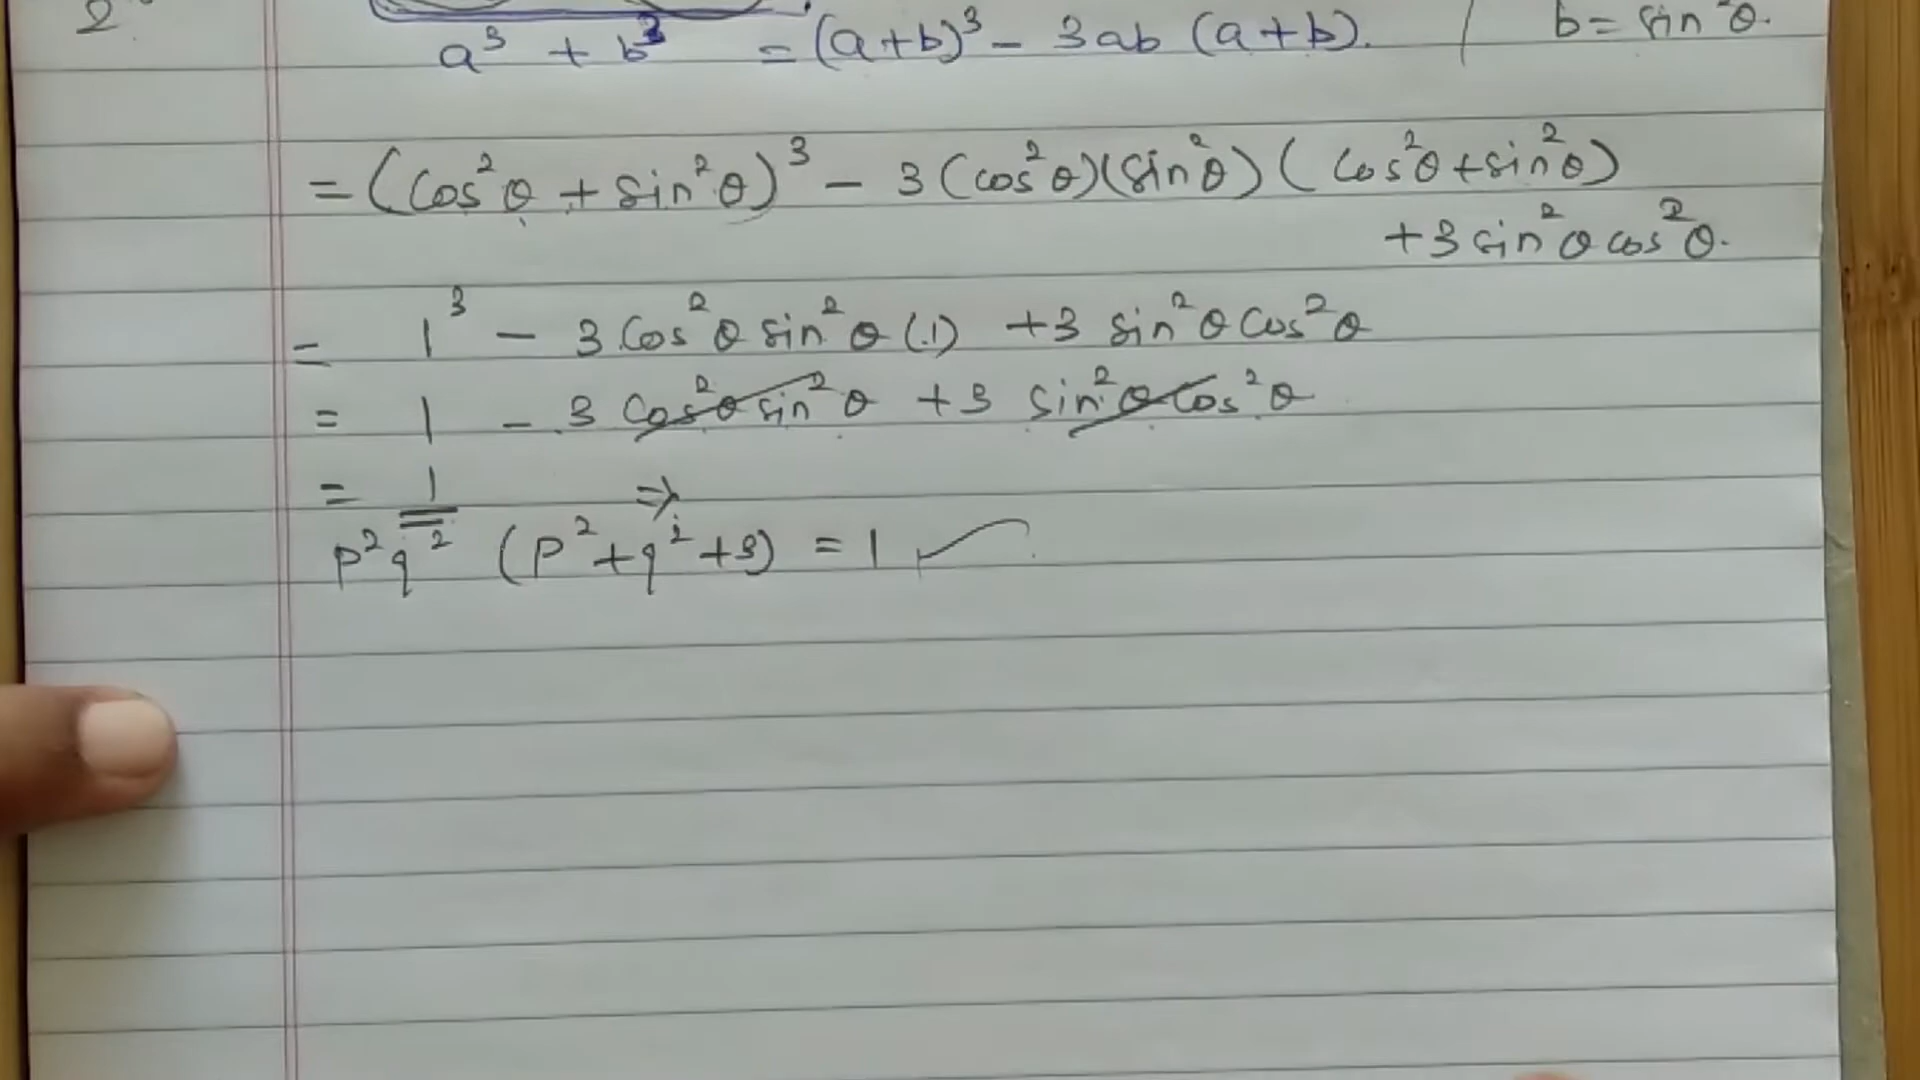 2
a³ + b³ = (a+b)³ - 3ab (a+b). / b = sin²θ.
= (cos²θ + sin²θ)³ - 3 (cos²θ)(sin²θ) ( cos²θ + sin²θ)
+3 sin²θ cos²θ.
= 1³ - 3 cos²θ sin²θ (1) +3 sin²θ cos²θ
= 1 - 3 cos²θ sin²θ +3 sin²θ cos²θ
= 1 ⇒
p²q² (p²+q²+3) = 1